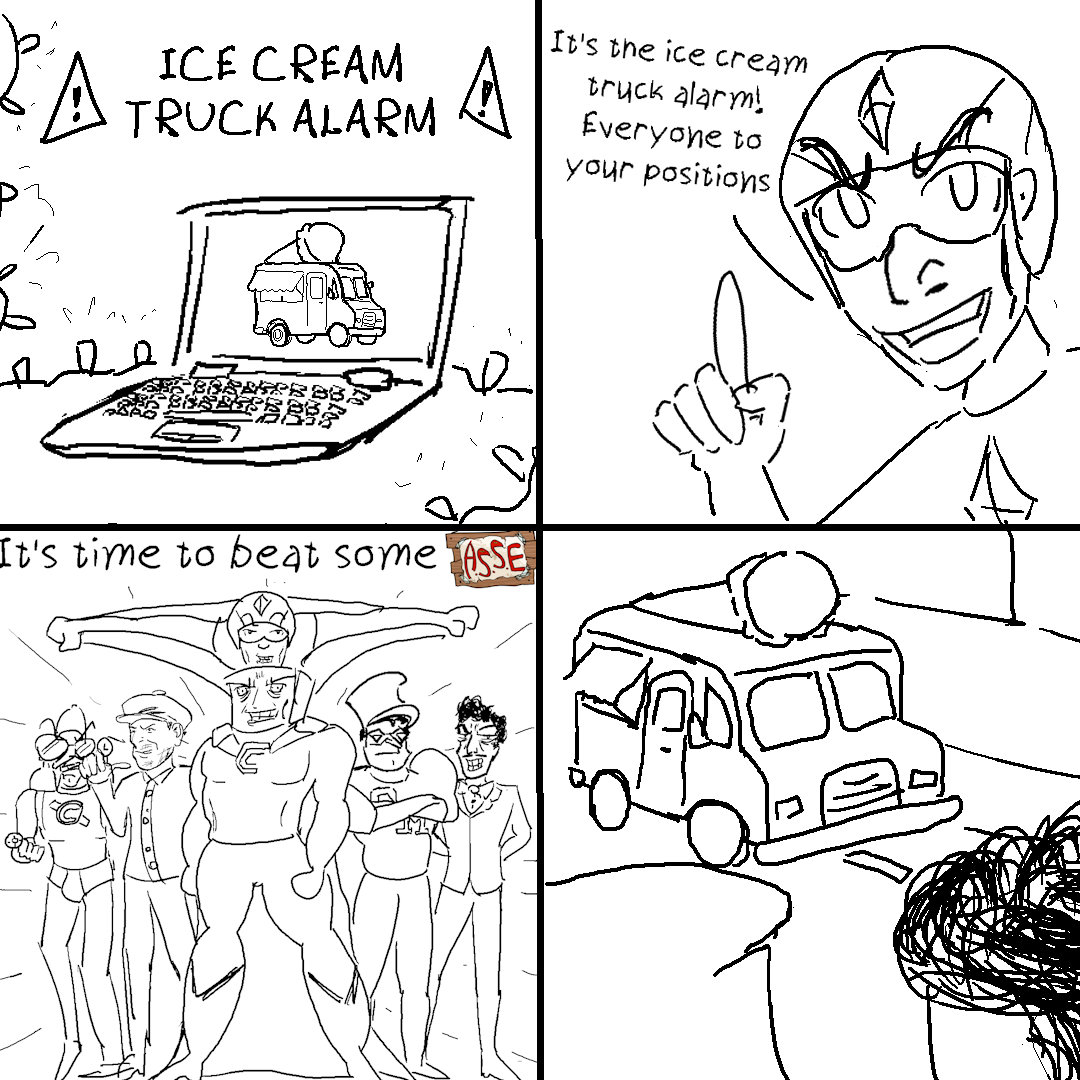 ICE CREAM
TRUCK ALARM
It's the ice cream
truck alarm!
Everyone to
your positions
It's time to beat some A.S.S.E
C
C
M